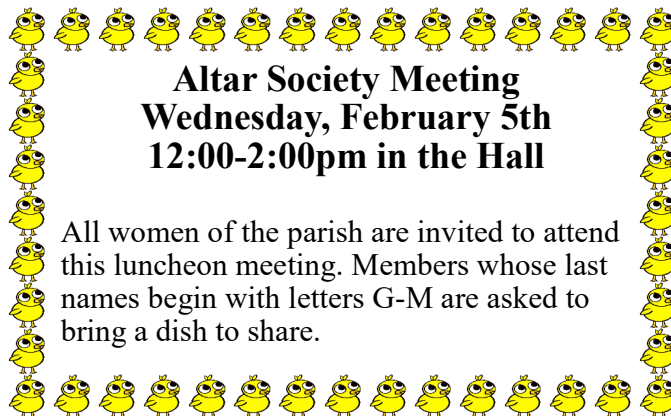 Altar Society Meeting
Wednesday, February 5th
12:00-2:00pm in the Hall
All women of the parish are invited to attend
this luncheon meeting. Members whose last
names begin with letters G-M are asked to
bring a dish to share.